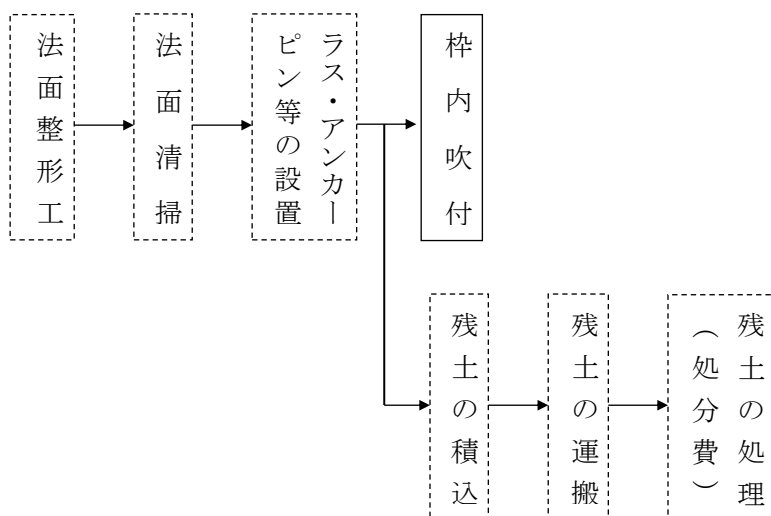 法面整形工
法面清掃
ラス・アンカー
ピン等の設置
枠内吹付
残土の積込
残土の運搬
残土の処理
（処分費）